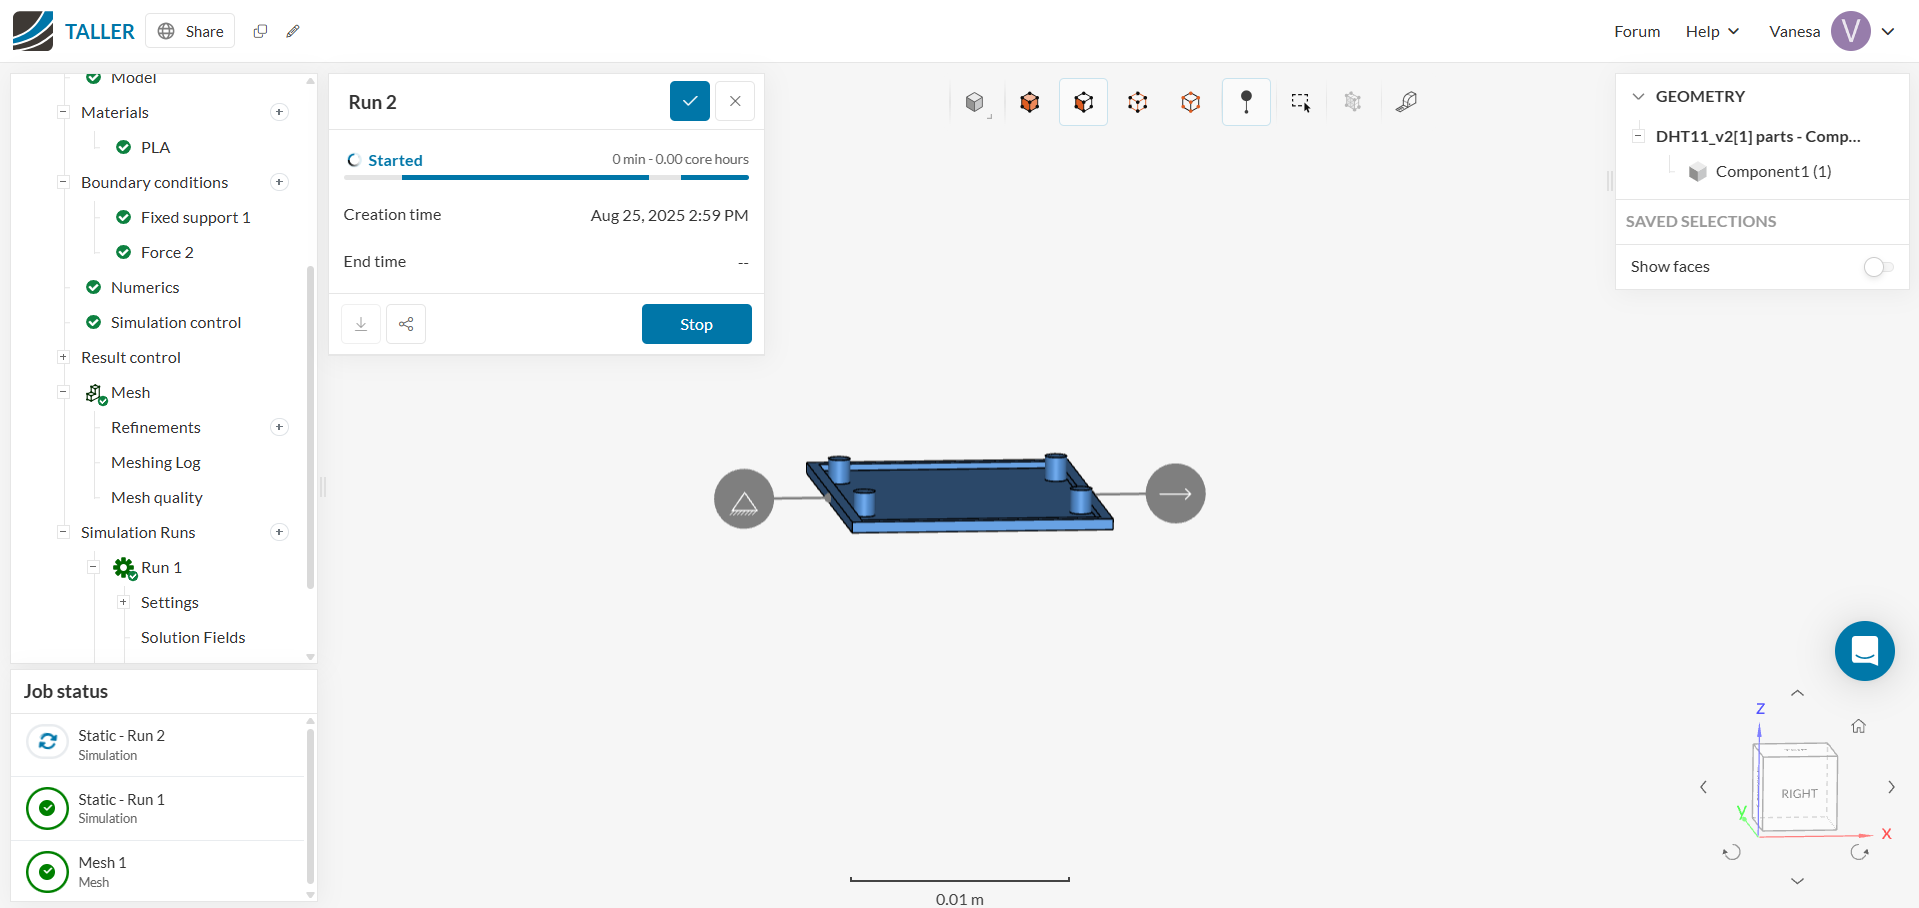 TALLER
Share
Forum
Help
Vanesa
V
Model
Materials
PLA
Boundary conditions
Fixed support 1
Force 2
Numerics
Simulation control
Result control
Mesh
Refinements
Meshing Log
Mesh quality
Simulation Runs
Run 1
Settings
Solution Fields
Job status
Static - Run 2
Simulation
Static - Run 1
Simulation
Mesh 1
Mesh
Run 2
Started
0 min - 0.00 core hours
Creation time
Aug 25, 2025 2:59 PM
End time
--
Stop
GEOMETRY
DHT11_v2[1] parts - Comp...
Component1 (1)
SAVED SELECTIONS
Show faces
0.01 m
Z
TOP
RIGHT
y
X